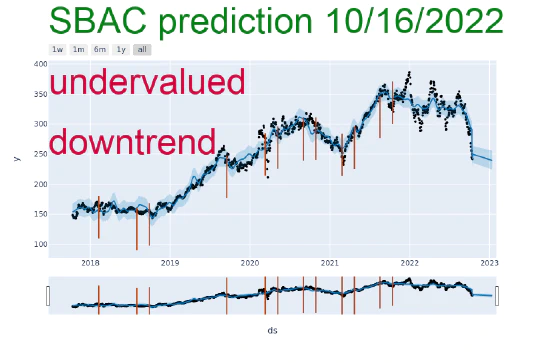 SBAC prediction 10/16/2022
1w 1m 6m 1y all
undervalued
downtrend
400
350
300
250
200
150
100
y
2018 2019 2020 2021 2022 2023
ds